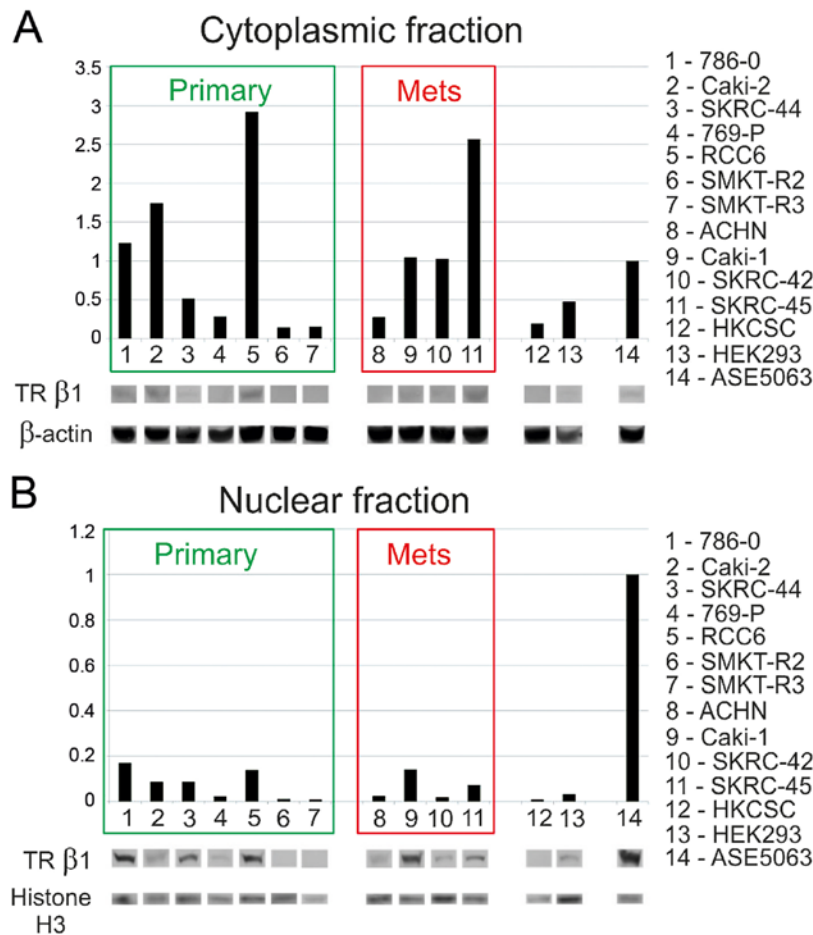 A
Cytoplasmic fraction
3.5
3
2.5
2
1.5
1
0.5
0
Primary
Mets
1 2 3 4 5 6 7 8 9 10 11 12 13 14
TR β1
β-actin
1 - 786-0
2 - Caki-2
3 - SKRC-44
4 - 769-P
5 - RCC6
6 - SMKT-R2
7 - SMKT-R3
8 - ACHN
9 - Caki-1
10 - SKRC-42
11 - SKRC-45
12 - HKCSC
13 - HEK293
14 - ASE5063
B
Nuclear fraction
1.2
1
0.8
0.6
0.4
0.2
0
Primary
Mets
1 2 3 4 5 6 7 8 9 10 11 12 13 14
TR β1
Histone
H3
1 - 786-0
2 - Caki-2
3 - SKRC-44
4 - 769-P
5 - RCC6
6 - SMKT-R2
7 - SMKT-R3
8 - ACHN
9 - Caki-1
10 - SKRC-42
11 - SKRC-45
12 - HKCSC
13 - HEK293
14 - ASE5063